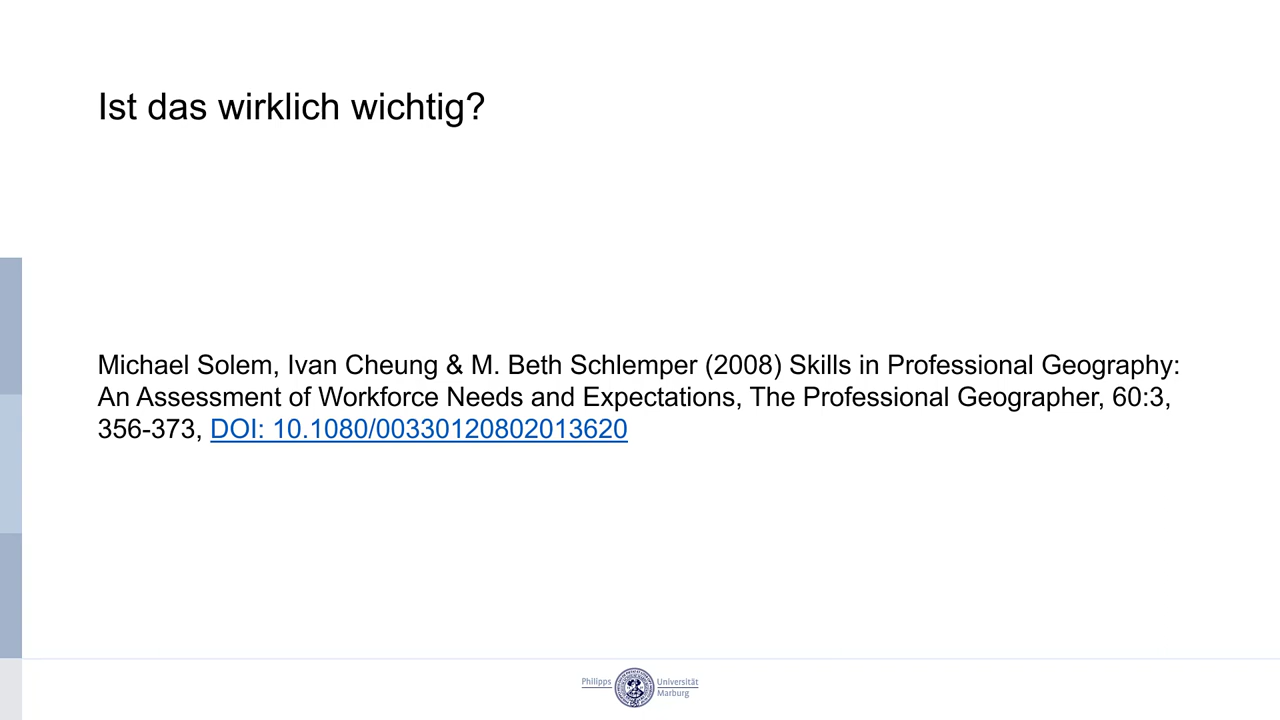 Ist das wirklich wichtig?
Michael Solem, Ivan Cheung & M. Beth Schlemper (2008) Skills in Professional Geography:
An Assessment of Workforce Needs and Expectations, The Professional Geographer, 60:3,
356-373, DOI: 10.1080/00330120802013620
Philipps
Universität
Marburg